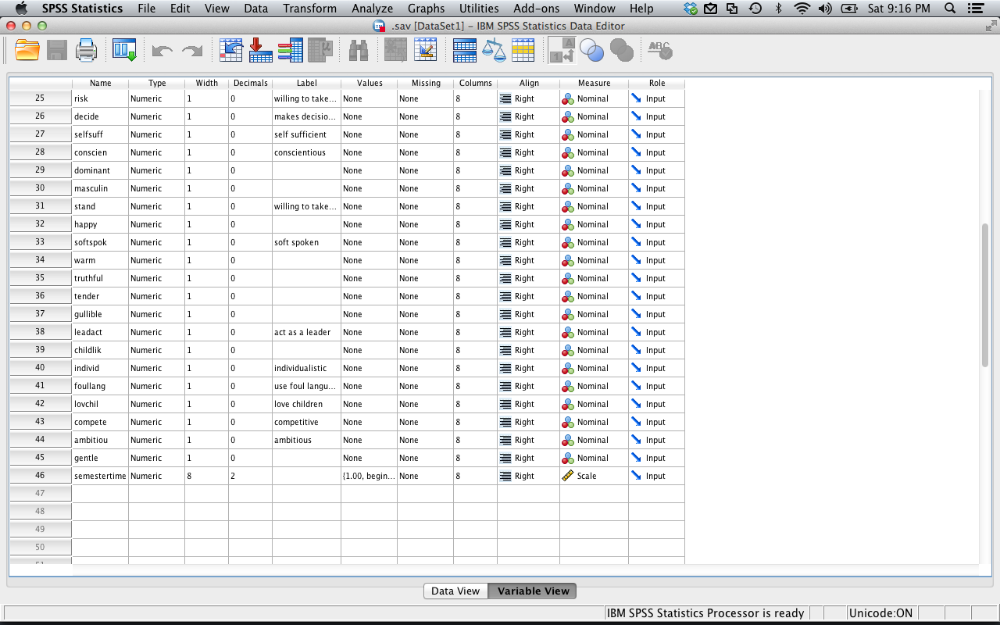 SPSS Statistics File Edit View Data Transform Analyze Graphs Utilities Add-ons Window Help Sat 9:16 PM
.sav [DataSet1] – IBM SPSS Statistics Data Editor
Name Type Width Decimals Label Values Missing Columns Align Measure Role
25 risk Numeric 1 0 willing to take... None None 8 Right Nominal Input
26 decide Numeric 1 0 makes decisio... None None 8 Right Nominal Input
27 selfsuff Numeric 1 0 self sufficient None None 8 Right Nominal Input
28 conscien Numeric 1 0 conscientious None None 8 Right Nominal Input
29 dominant Numeric 1 0 None None 8 Right Nominal Input
30 masculin Numeric 1 0 None None 8 Right Nominal Input
31 stand Numeric 1 0 willing to take... None None 8 Right Nominal Input
32 happy Numeric 1 0 None None 8 Right Nominal Input
33 softspok Numeric 1 0 soft spoken None None 8 Right Nominal Input
34 warm Numeric 1 0 None None 8 Right Nominal Input
35 truthful Numeric 1 0 None None 8 Right Nominal Input
36 tender Numeric 1 0 None None 8 Right Nominal Input
37 gullible Numeric 1 0 None None 8 Right Nominal Input
38 leadact Numeric 1 0 act as a leader None None 8 Right Nominal Input
39 childlik Numeric 1 0 None None 8 Right Nominal Input
40 individ Numeric 1 0 individualistic None None 8 Right Nominal Input
41 foullang Numeric 1 0 use foul langu... None None 8 Right Nominal Input
42 lovchil Numeric 1 0 love children None None 8 Right Nominal Input
43 compete Numeric 1 0 competitive None None 8 Right Nominal Input
44 ambitiou Numeric 1 0 ambitious None None 8 Right Nominal Input
45 gentle Numeric 1 0 None None 8 Right Nominal Input
46 semestertime Numeric 8 2 {1.00, begin... None 8 Right Scale Input
47
48
49
50
51
Data View Variable View
IBM SPSS Statistics Processor is ready Unicode:ON